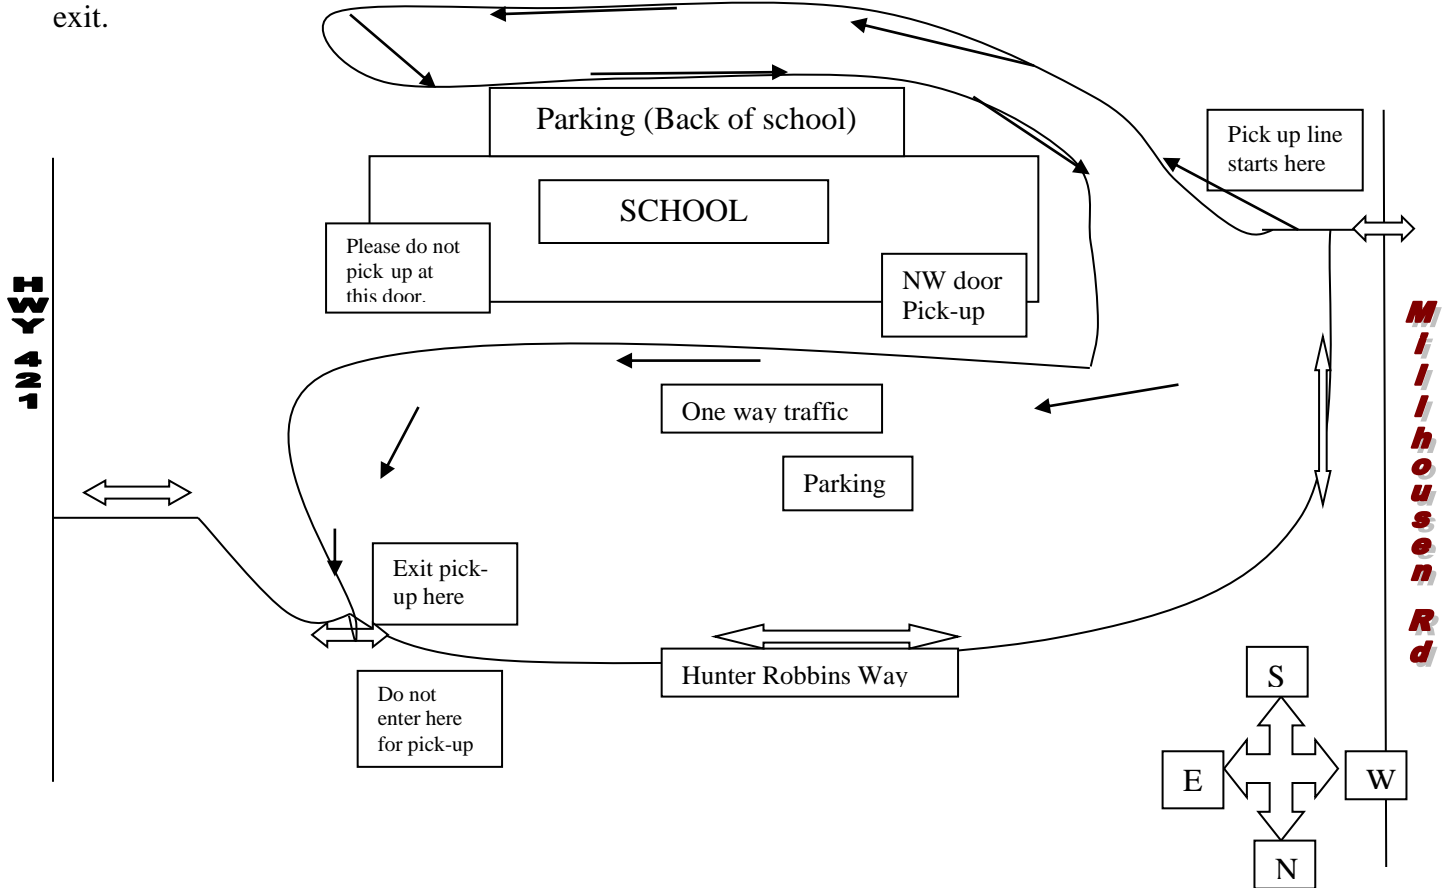 exit.
Parking (Back of school)
Pick up line
starts here
SCHOOL
Please do not
pick up at
this door.
NW door
Pick-up
HWY 421
Millhousen Rd
One way traffic
Parking
Exit pick-
up here
Hunter Robbins Way
Do not
enter here
for pick-up
S
E
W
N